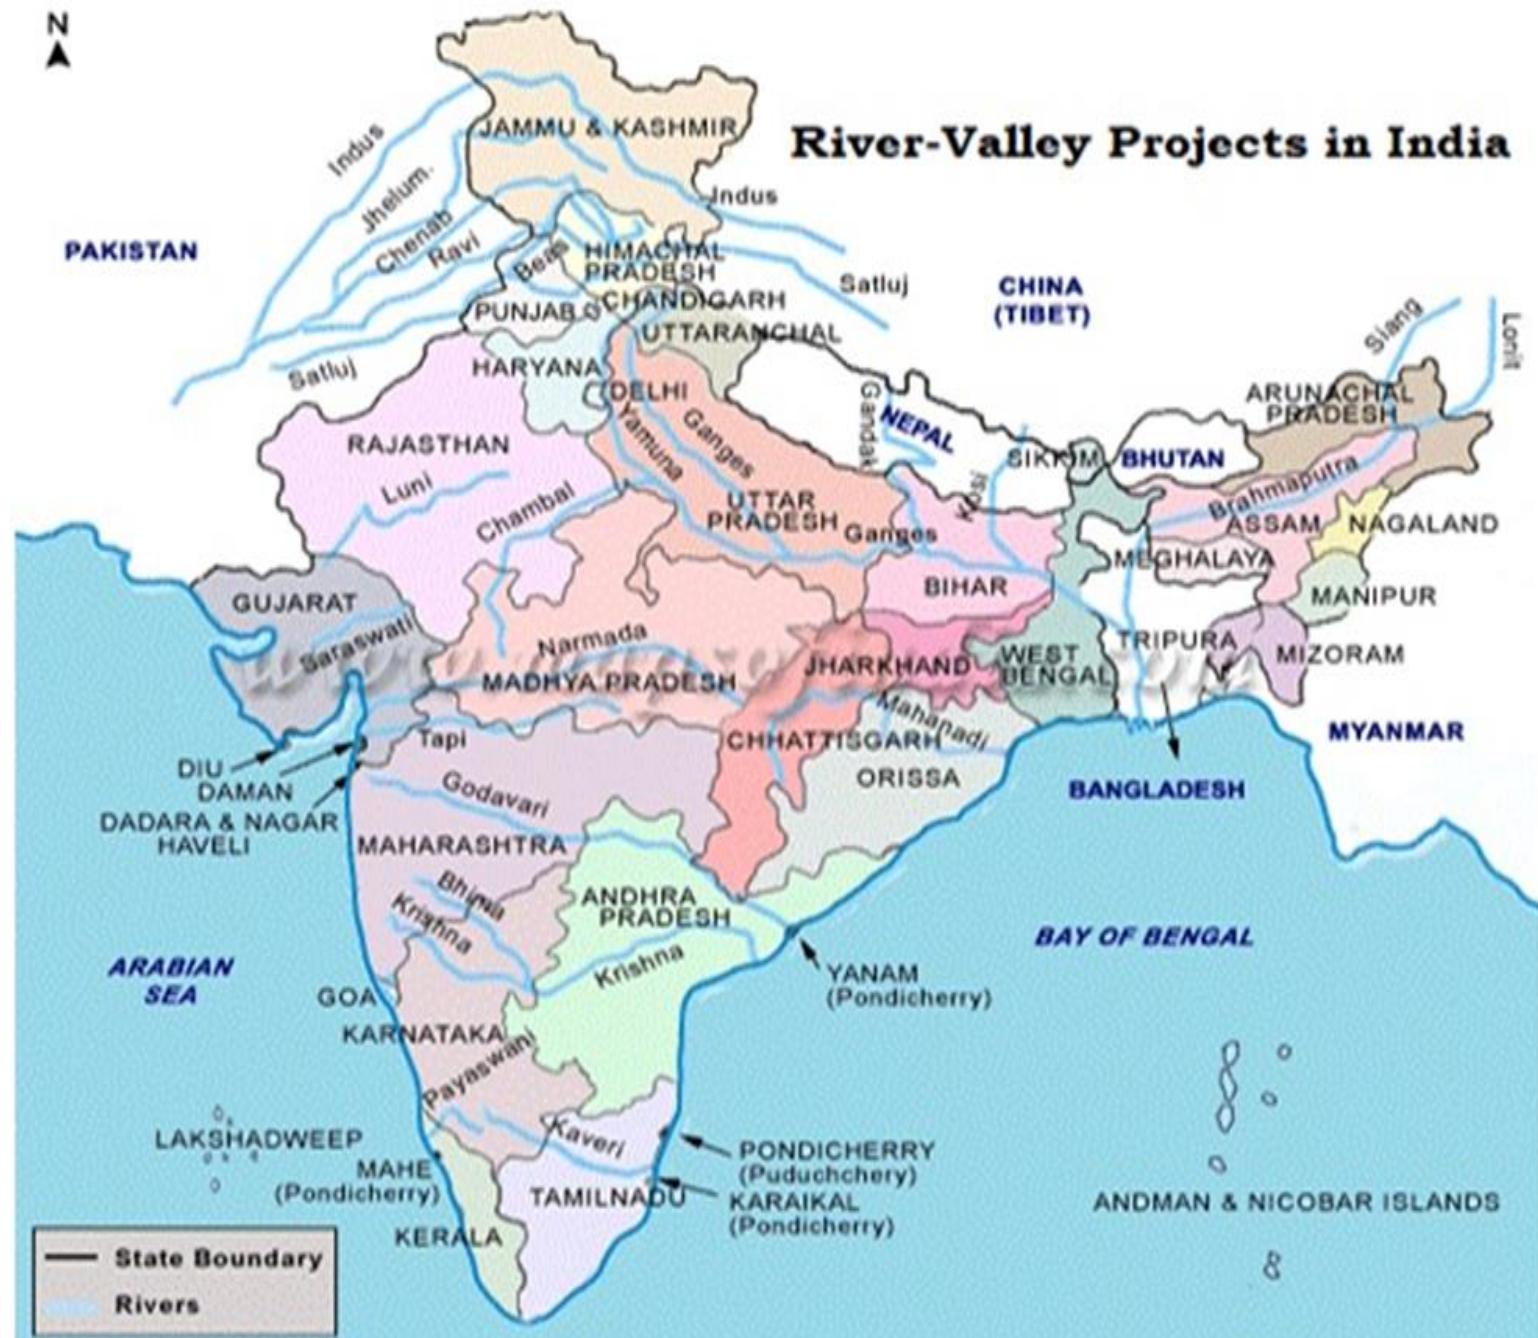 N
River-Valley Projects in India
JAMMU & KASHMIR
Indus
Jhelum.
Chenab
Ravi
Beas
Indus
PAKISTAN
HIMACHAL
PRADESH
Satluj
CHINA
(TIBET)
PUNJAB
CHANDIGARH
UTTARANCHAL
Satluj
HARYANA
DELHI
Siang
Lonit
ARUNACHAL
PRADESH
RAJASTHAN
Yamuna
Ganges
Gandak
NEPAL
SIKKIM
BHUTAN
Luni
Chambal
UTTAR
PRADESH
Ganges
Kosi
Brahmaputra
ASSAM
NAGALAND
MEGHALAYA
BIHAR
MANIPUR
GUJARAT
Saraswati
Narmada
MADHYA PRADESH
JHARKHAND
WEST
BENGAL
TRIPURA
MIZORAM
Mahanadi
CHHATTISGARH
ORISSA
MYANMAR
BANGLADESH
Tapi
DIU
DAMAN
DADARA & NAGAR
HAVELI
Godavari
MAHARASHTRA
Bhima
Krishna
ANDHRA
PRADESH
Krishna
ARABIAN
SEA
BAY OF BENGAL
YANAM
(Pondicherry)
GOA
KARNATAKA
Payaswani
Kaveri
LAKSHADWEEP
MAHE
(Pondicherry)
PONDICHERRY
(Puduchchery)
TAMILNADU
KARAIKAL
(Pondicherry)
KERALA
ANDMAN & NICOBAR ISLANDS
State Boundary
Rivers